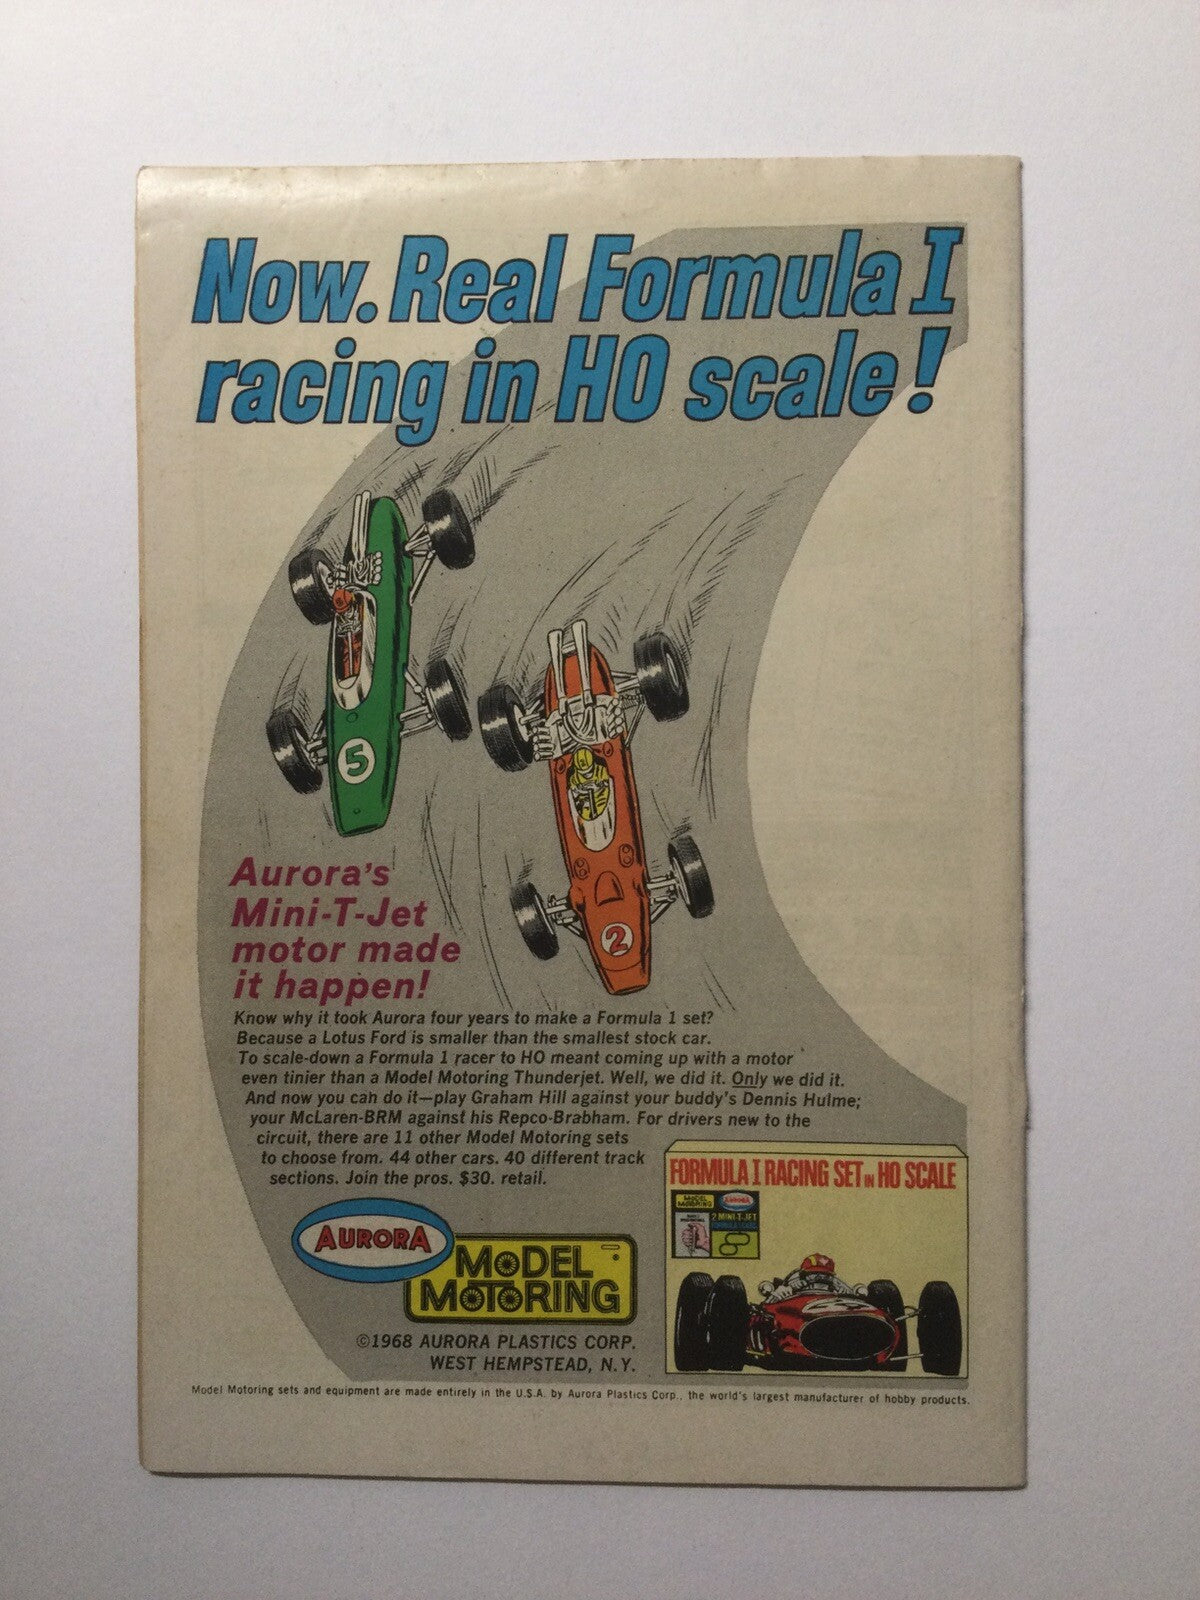 Now. Real Formula I
racing in HO scale!
5
2
Aurora's
Mini-T-Jet
motor made
it happen!
Know why it took Aurora four years to make a Formula 1 set?
Because a Lotus Ford is smaller than the smallest stock car.
To scale-down a Formula 1 racer to HO meant coming up with a motor
even tinier than a Model Motoring Thunderjet. Well, we did it. Only we did it.
And now you can do it—play Graham Hill against your buddy's Dennis Hulme;
your McLaren-BRM against his Repco-Brabham. For drivers new to the
circuit, there are 11 other Model Motoring sets
to choose from. 44 other cars. 40 different track
sections. Join the pros. $30. retail.
FORMULA I RACING SET IN HO SCALE
MODEL
MOTORING
AURORA
2 MINI-T-JET
AURORA
MODEL
MOTORING
©1968 AURORA PLASTICS CORP.
WEST HEMPSTEAD, N.Y.
Model Motoring sets and equipment are made entirely in the U.S.A. by Aurora Plastics Corp., the world's largest manufacturer of hobby products.